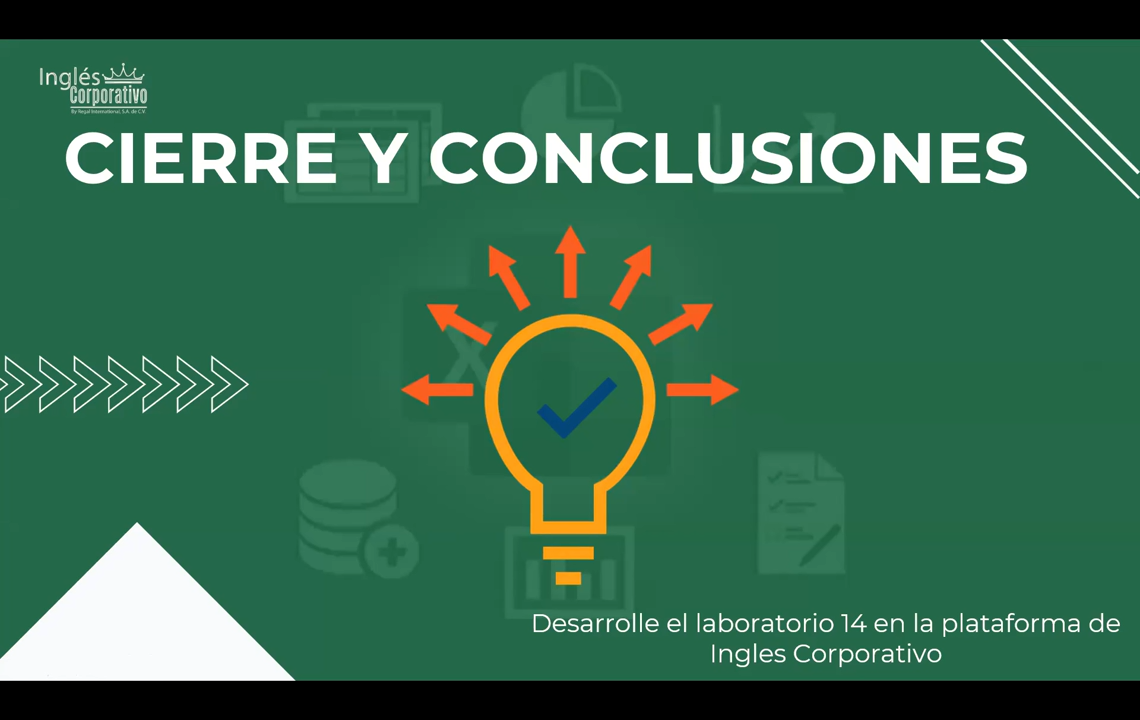 Inglés
Corporativo
By Regal International, S.A. de C.V.
CIERRE Y CONCLUSIONES
Desarrolle el laboratorio 14 en la plataforma de
Ingles Corporativo